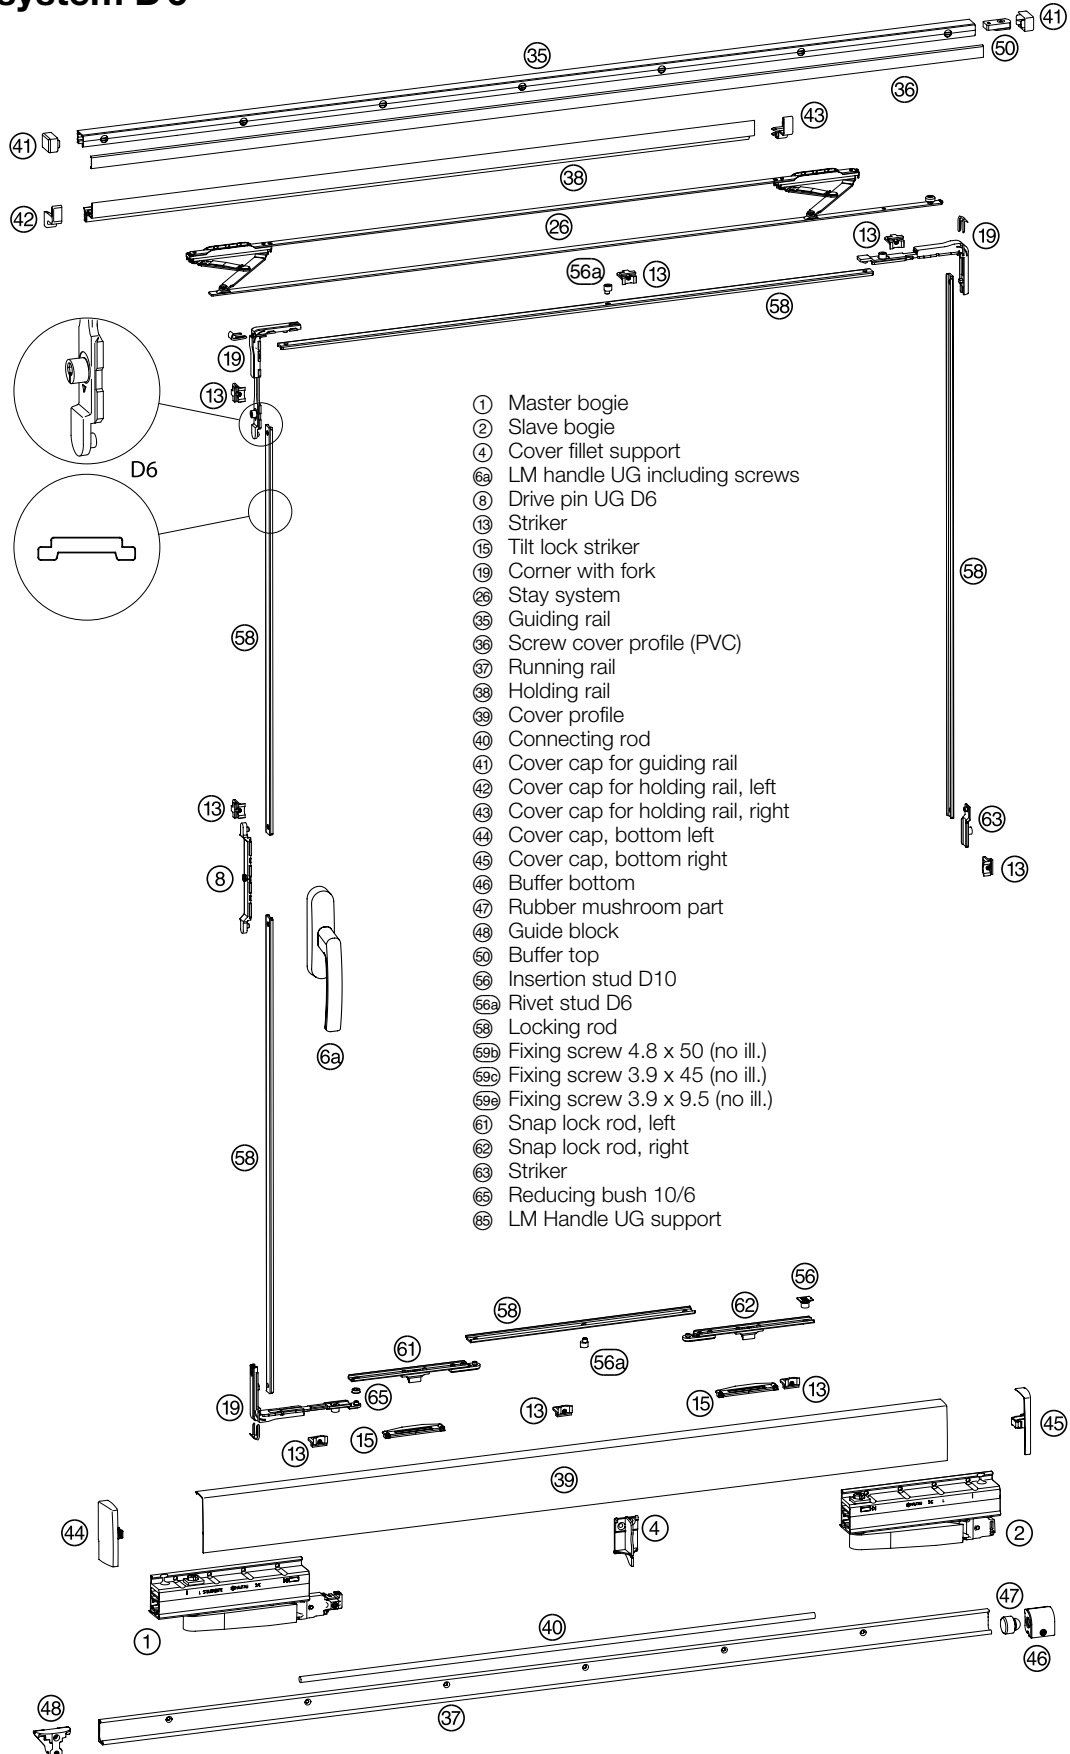 system D6
41
35
50
36
41
43
38
42
26
13
19
56a
13
58
19
13
D6
1 Master bogie
2 Slave bogie
4 Cover fillet support
6a LM handle UG including screws
8 Drive pin UG D6
13 Striker
15 Tilt lock striker
19 Corner with fork
26 Stay system
35 Guiding rail
36 Screw cover profile (PVC)
37 Running rail
38 Holding rail
39 Cover profile
40 Connecting rod
41 Cover cap for guiding rail
42 Cover cap for holding rail, left
43 Cover cap for holding rail, right
44 Cover cap, bottom left
45 Cover cap, bottom right
46 Buffer bottom
47 Rubber mushroom part
48 Guide block
50 Buffer top
56 Insertion stud D10
56a Rivet stud D6
58 Locking rod
59b Fixing screw 4.8 x 50 (no ill.)
59c Fixing screw 3.9 x 45 (no ill.)
59e Fixing screw 3.9 x 9.5 (no ill.)
61 Snap lock rod, left
62 Snap lock rod, right
63 Striker
65 Reducing bush 10/6
85 LM Handle UG support
58
58
13
63
8
13
6a
58
56
58
62
61
56a
65
13
19
15
13
15
13
45
39
44
4
2
1
47
40
46
48
37